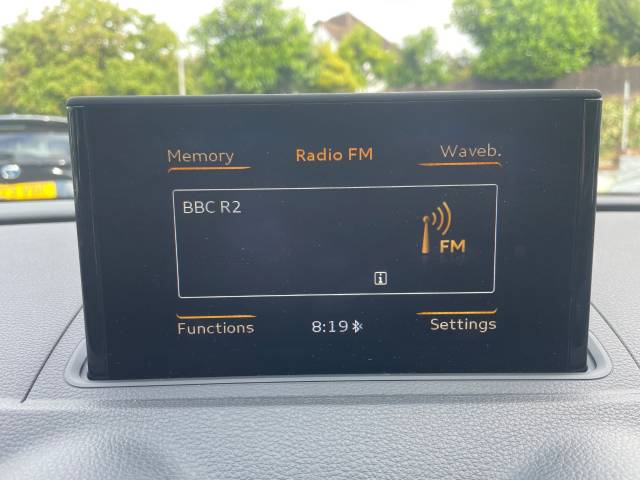 Memory Radio FM Waveb.
BBC R2
FM
i
Functions 8:19 Settings